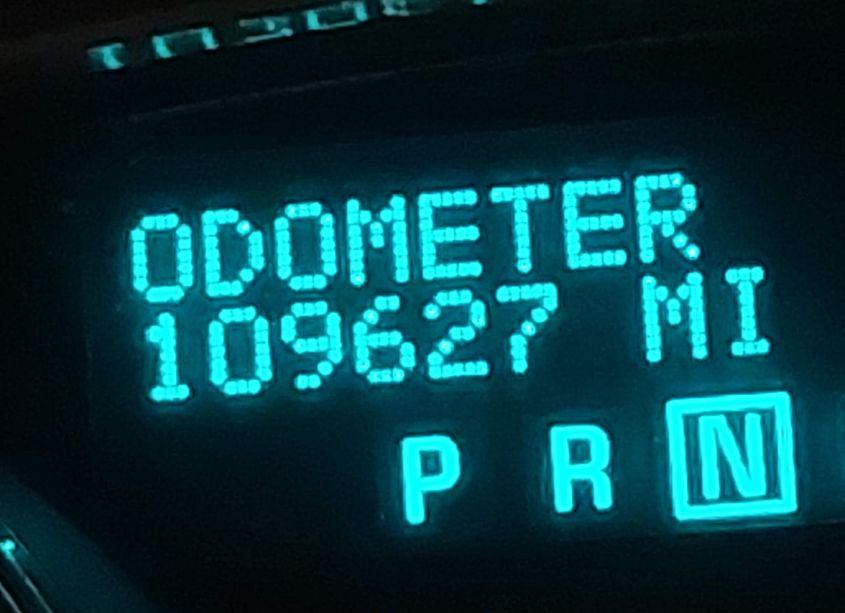 ODOMETER
109627 MI
P R N